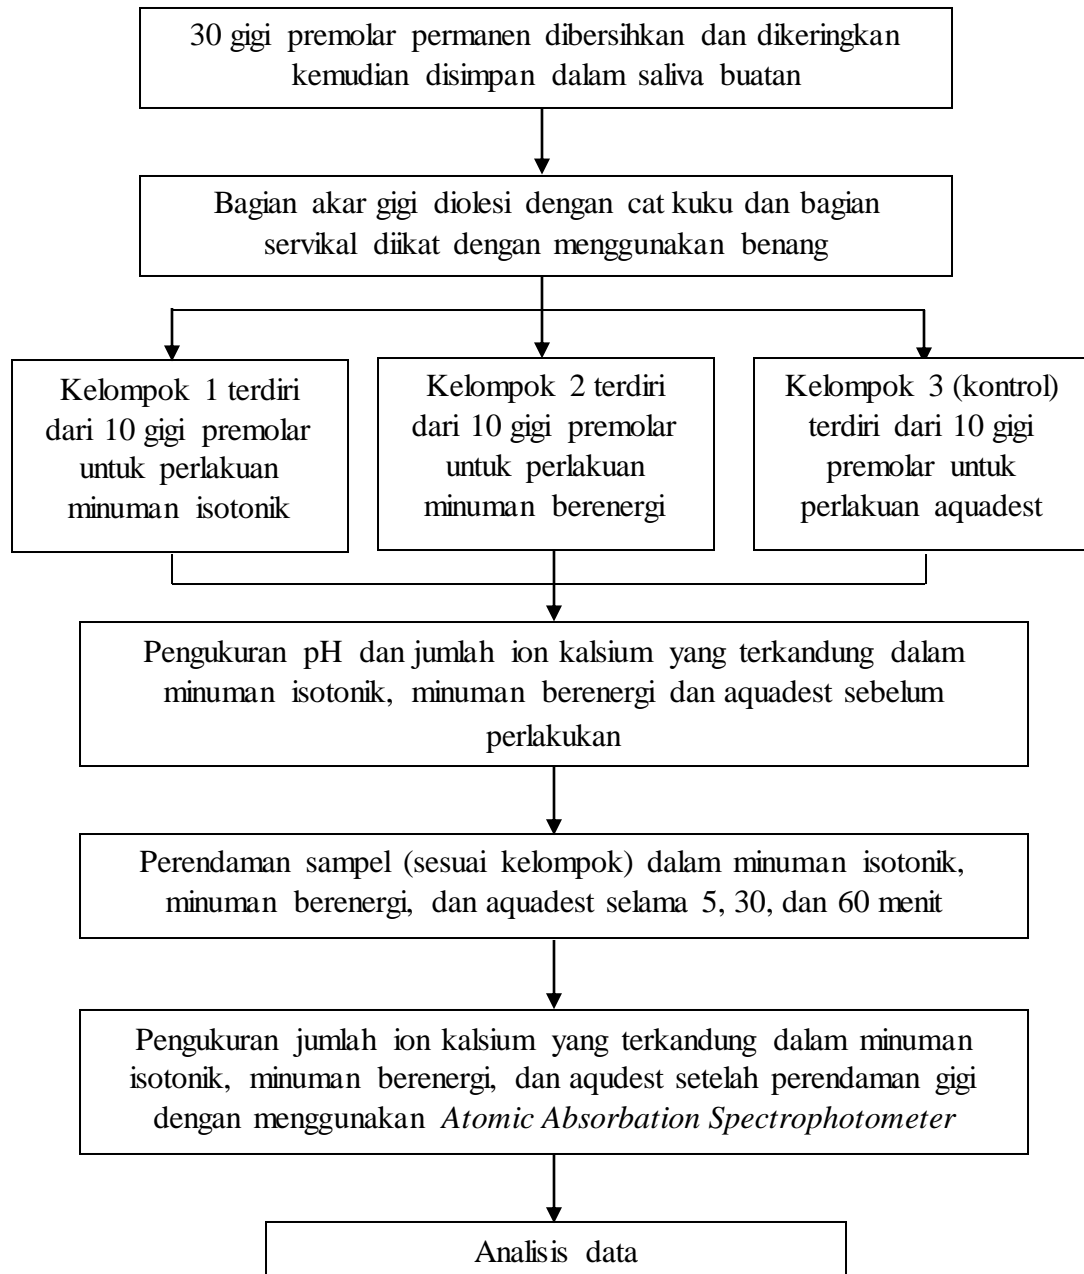 30 gigi premolar permanen dibersihkan dan dikeringkan
kemudian disimpan dalam saliva buatan
Bagian akar gigi diolesi dengan cat kuku dan bagian
servikal diikat dengan menggunakan benang
Kelompok 1 terdiri
dari 10 gigi premolar
untuk perlakuan
minuman isotonik
Kelompok 2 terdiri
dari 10 gigi premolar
untuk perlakuan
minuman berenergi
Kelompok 3 (kontrol)
terdiri dari 10 gigi
premolar untuk
perlakuan aquadest
Pengukuran pH dan jumlah ion kalsium yang terkandung dalam
minuman isotonik, minuman berenergi dan aquadest sebelum
perlakukan
Perendaman sampel (sesuai kelompok) dalam minuman isotonik,
minuman berenergi, dan aquadest selama 5, 30, dan 60 menit
Pengukuran jumlah ion kalsium yang terkandung dalam minuman
isotonik, minuman berenergi, dan aqudest setelah perendaman gigi
dengan menggunakan Atomic Absorbation Spectrophotometer
Analisis data